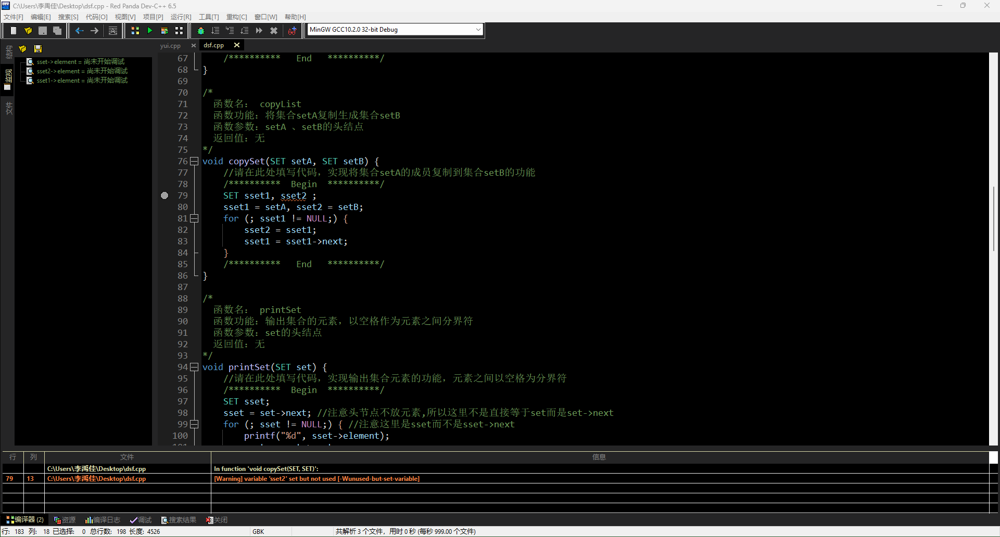 C:\Users\李禹佳\Desktop\dsf.cpp - Red Panda Dev-C++ 6.5
文件[F] 编辑[E] 搜索[S] 代码[O] 视图[V] 项目[P] 运行[R] 工具[T] 重构[C] 窗口[W] 帮助[H]
MinGW GCC10.2.0 32-bit Debug
结构
监视
文件
sset->element = 尚未开始调试
sset2->element = 尚未开始调试
sset1->element = 尚未开始调试
yui.cpp dsf.cpp
67 /********** End **********/
68 }
69
70 /*
71 函数名: copyList
72 函数功能: 将集合setA复制生成集合setB
73 函数参数: setA 、setB的头结点
74 返回值: 无
75 */
76 void copySet(SET setA, SET setB) {
77 //请在此处填写代码, 实现将集合setA的成员复制到集合setB的功能
78 /********** Begin **********/
79 SET sset1, sset2 ;
80 sset1 = setA, sset2 = setB;
81 for (; sset1 != NULL;) {
82 sset2 = sset1;
83 sset1 = sset1->next;
84 }
85 /********** End **********/
86 }
87
88 /*
89 函数名: printSet
90 函数功能: 输出集合的元素, 以空格作为元素之间分界符
91 函数参数: set的头结点
92 返回值: 无
93 */
94 void printSet(SET set) {
95 //请在此处填写代码, 实现输出集合元素的功能, 元素之间以空格为分界符
96 /********** Begin **********/
97 SET sset;
98 sset = set->next; //注意头节点不放元素,所以这里不是直接等于set而是set->next
99 for (; sset != NULL;) { //注意这里是sset而不是sset->next
100 printf("%d", sset->element);
行 列 文件 信息
C:\Users\李禹佳\Desktop\dsf.cpp In function 'void copySet(SET, SET)':
79 13 C:\Users\李禹佳\Desktop\dsf.cpp [Warning] variable 'sset2' set but not used [-Wunused-but-set-variable]
编译器 (2) 资源 编译日志 调试 搜索结果 关闭
行: 183 列: 18 已选择: 0 总行数: 198 长度: 4526 GBK 共解析 3 个文件, 用时 0 秒 (每秒 999.00 个文件)